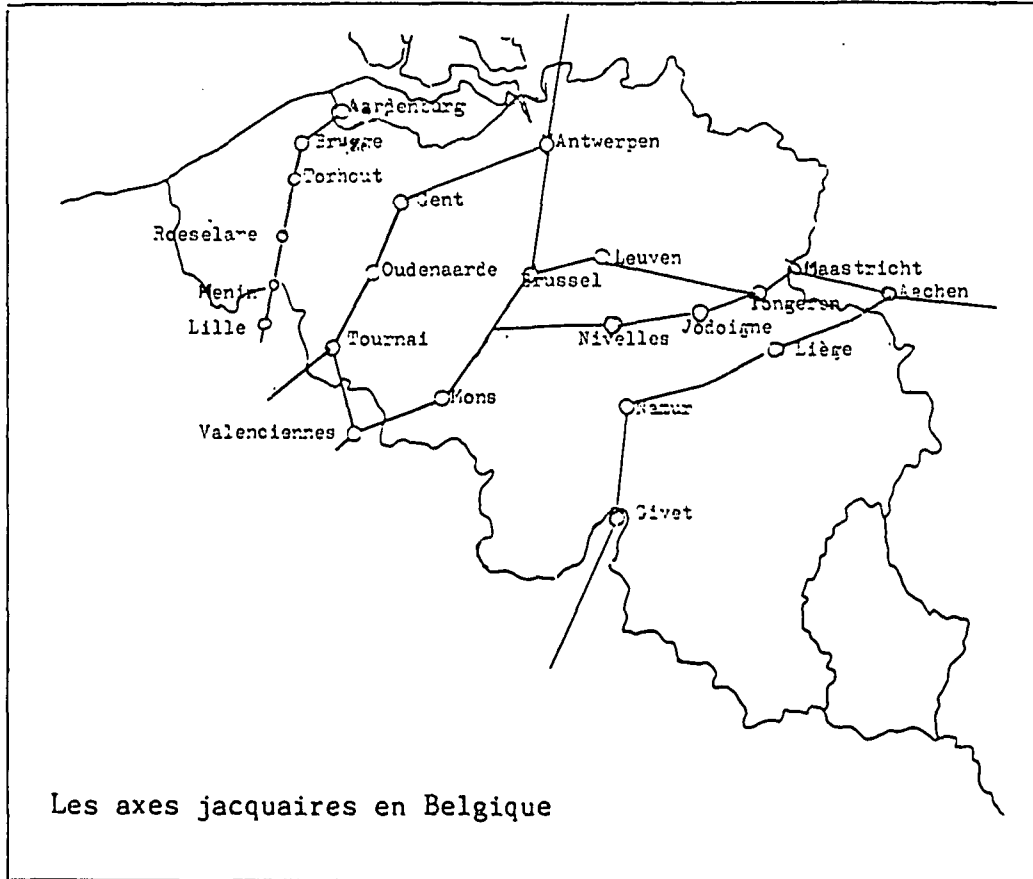 Aardenburg
Brugge
Antwerpen
Torhout
Gent
Roeselare
Oudenaarde
Leuven
Brussel
Maastricht
Menin
Tongeren
Aachen
Lille
Tournai
Nivelles
Jodoigne
Liège
Mons
Namur
Valenciennes
Givet
Les axes jacquaires en Belgique